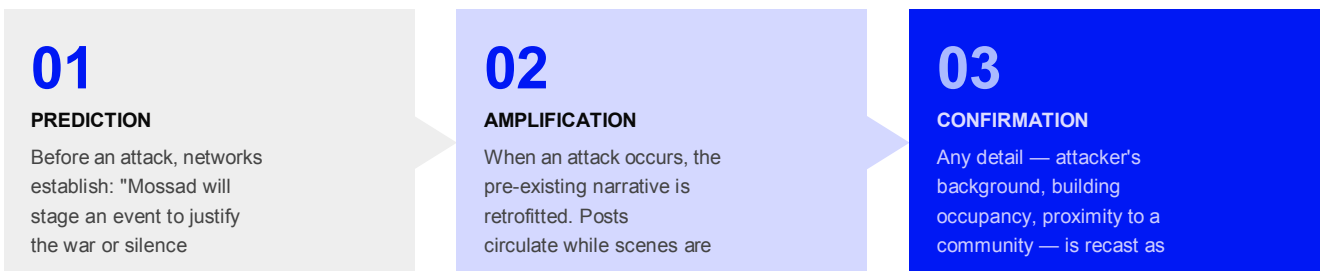 01
PREDICTION
Before an attack, networks
establish: "Mossad will
stage an event to justify
the war or silence
02
AMPLIFICATION
When an attack occurs, the
pre-existing narrative is
retrofitted. Posts
circulate while scenes are
03
CONFIRMATION
Any detail — attacker's
background, building
occupancy, proximity to a
community — is recast as